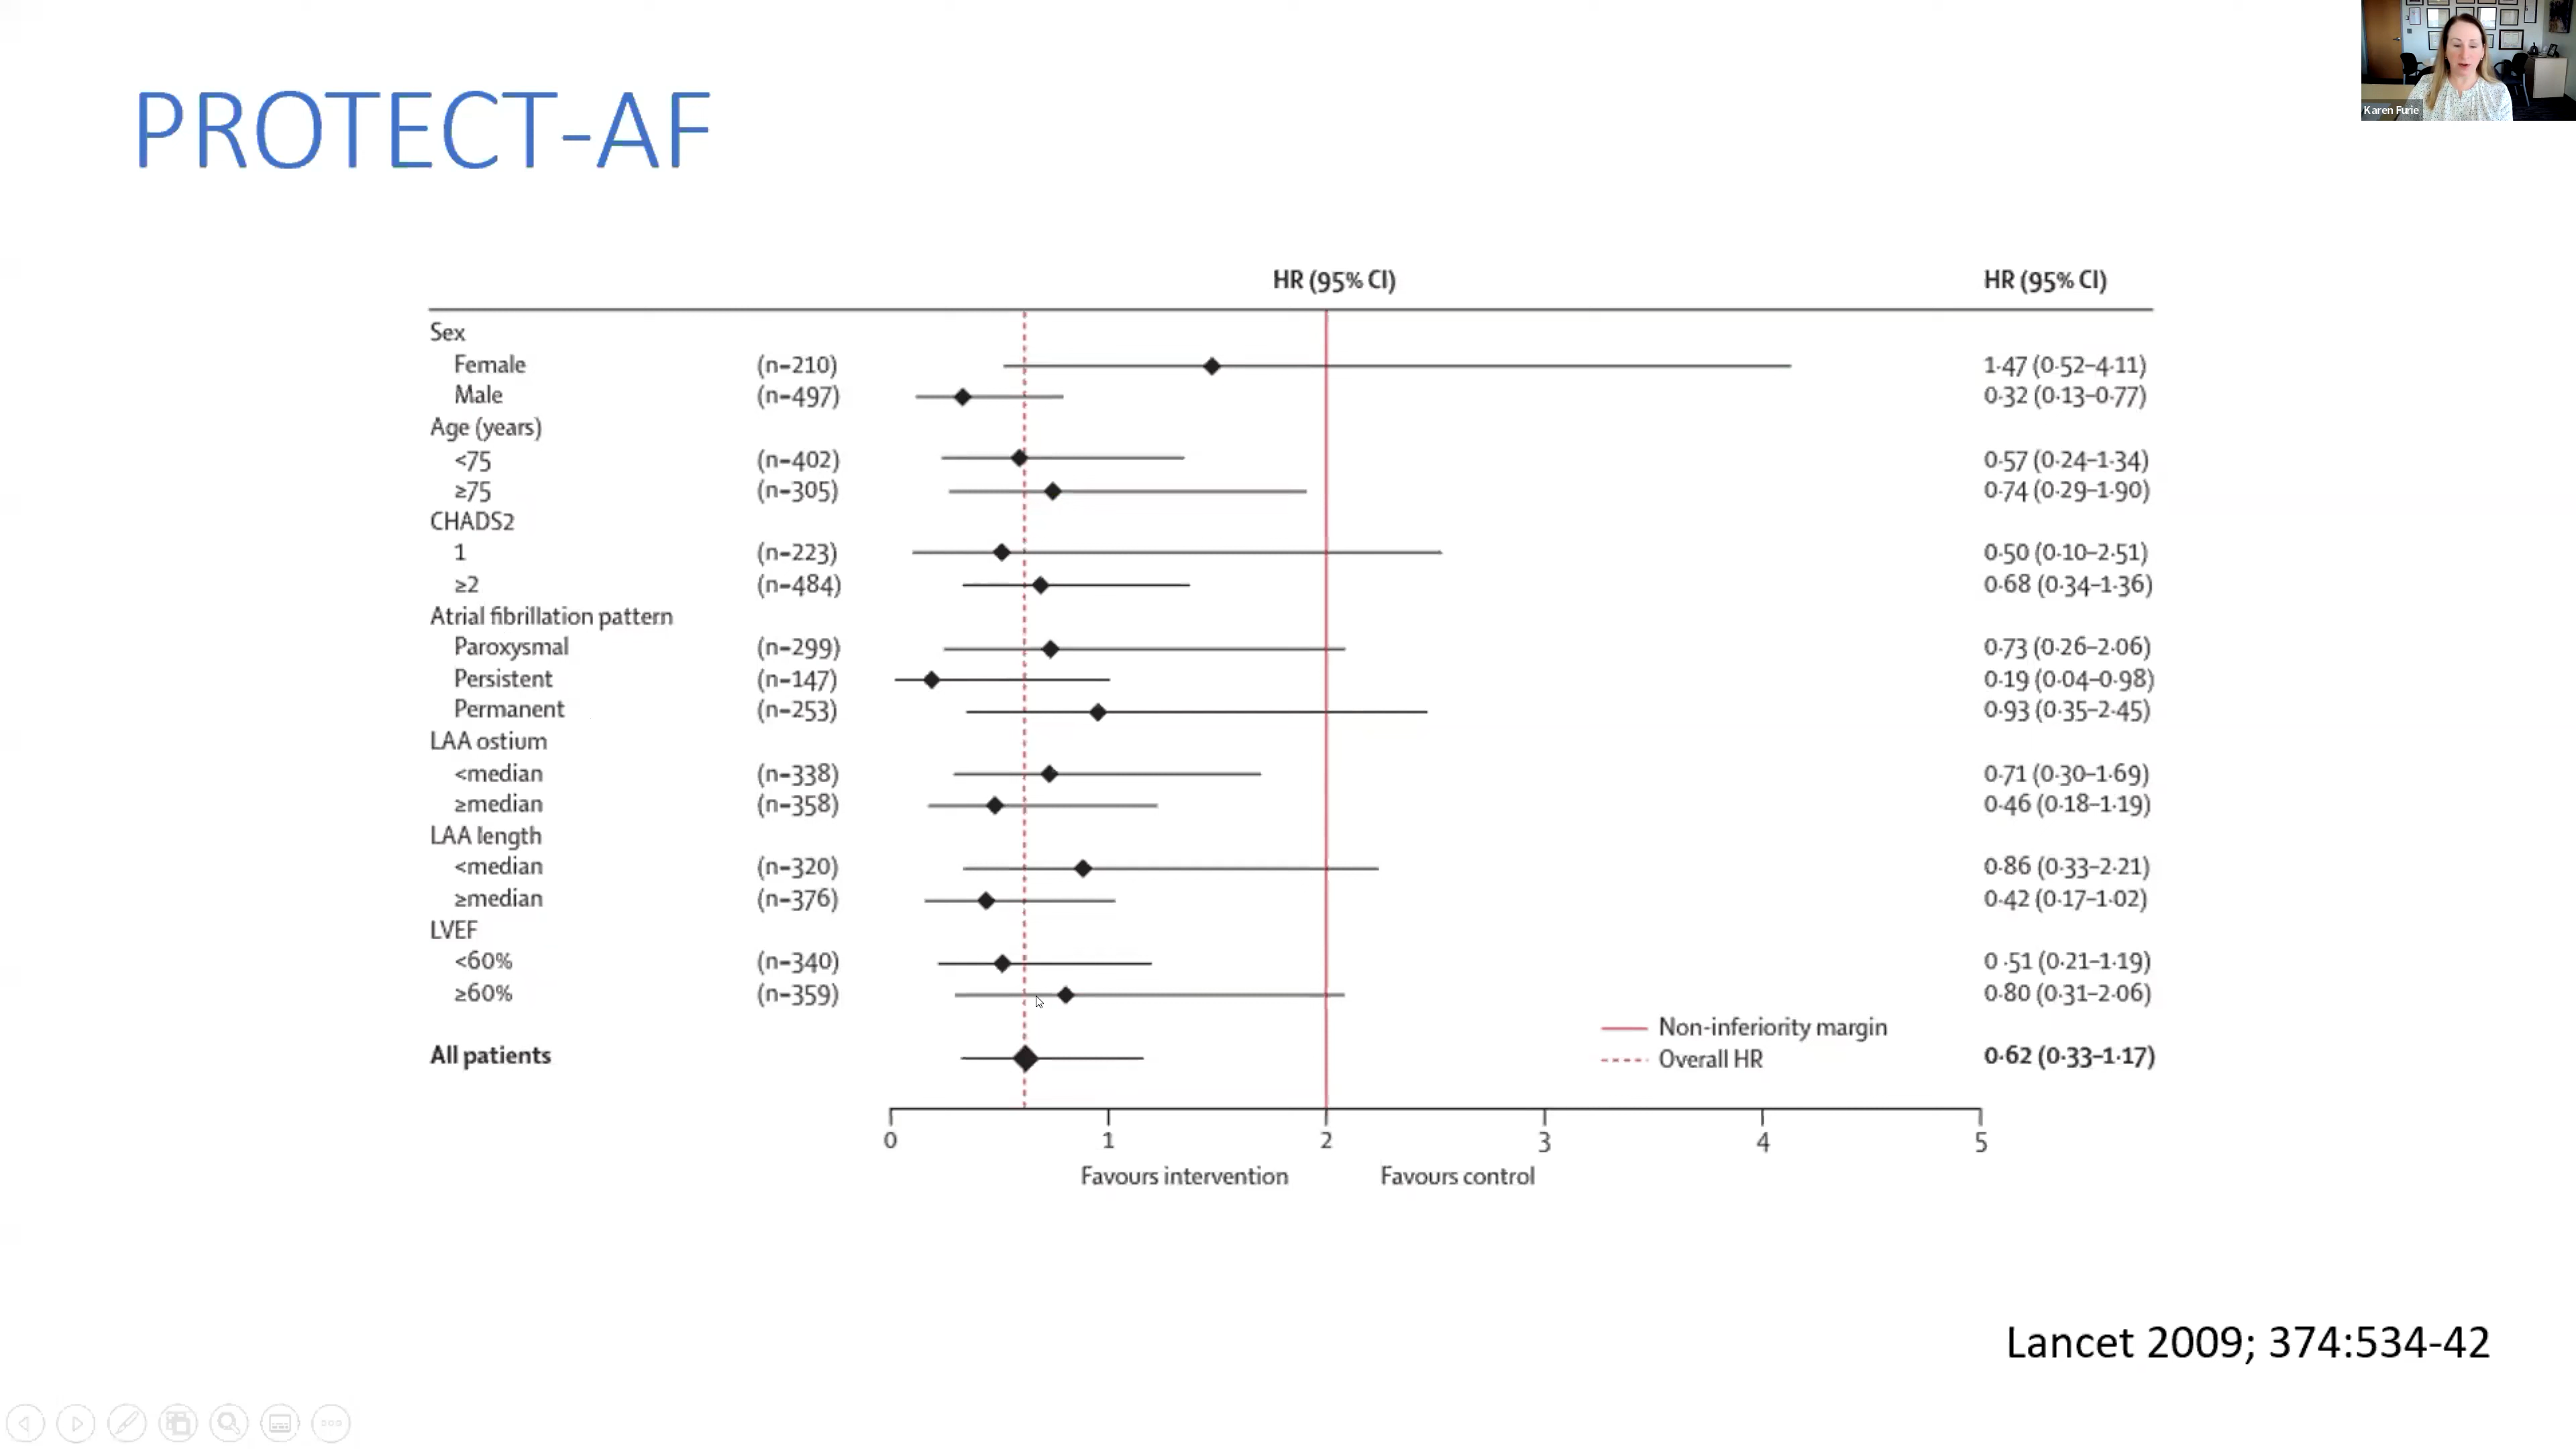 Karen Furie
PROTECT-AF
HR (95% CI) HR (95% CI)
Sex
Female (n=210) 1·47 (0·52–4·11)
Male (n=497) 0·32 (0·13–0·77)
Age (years)
<75 (n=402) 0·57 (0·24–1·34)
≥75 (n=305) 0·74 (0·29–1·90)
CHADS2
1 (n=223) 0·50 (0·10–2·51)
≥2 (n=484) 0·68 (0·34–1·36)
Atrial fibrillation pattern
Paroxysmal (n=299) 0·73 (0·26–2·06)
Persistent (n=147) 0·19 (0·04–0·98)
Permanent (n=253) 0·93 (0·35–2·45)
LAA ostium
<median (n=338) 0·71 (0·30–1·69)
≥median (n=358) 0·46 (0·18–1·19)
LAA length
<median (n=320) 0·86 (0·33–2·21)
≥median (n=376) 0·42 (0·17–1·02)
LVEF
<60% (n=340) 0 ·51 (0·21–1·19)
≥60% (n=359) 0·80 (0·31–2·06)
Non-inferiority margin
Overall HR
All patients 0·62 (0·33–1·17)
0 1 2 3 4 5
Favours intervention Favours control
Lancet 2009; 374:534-42